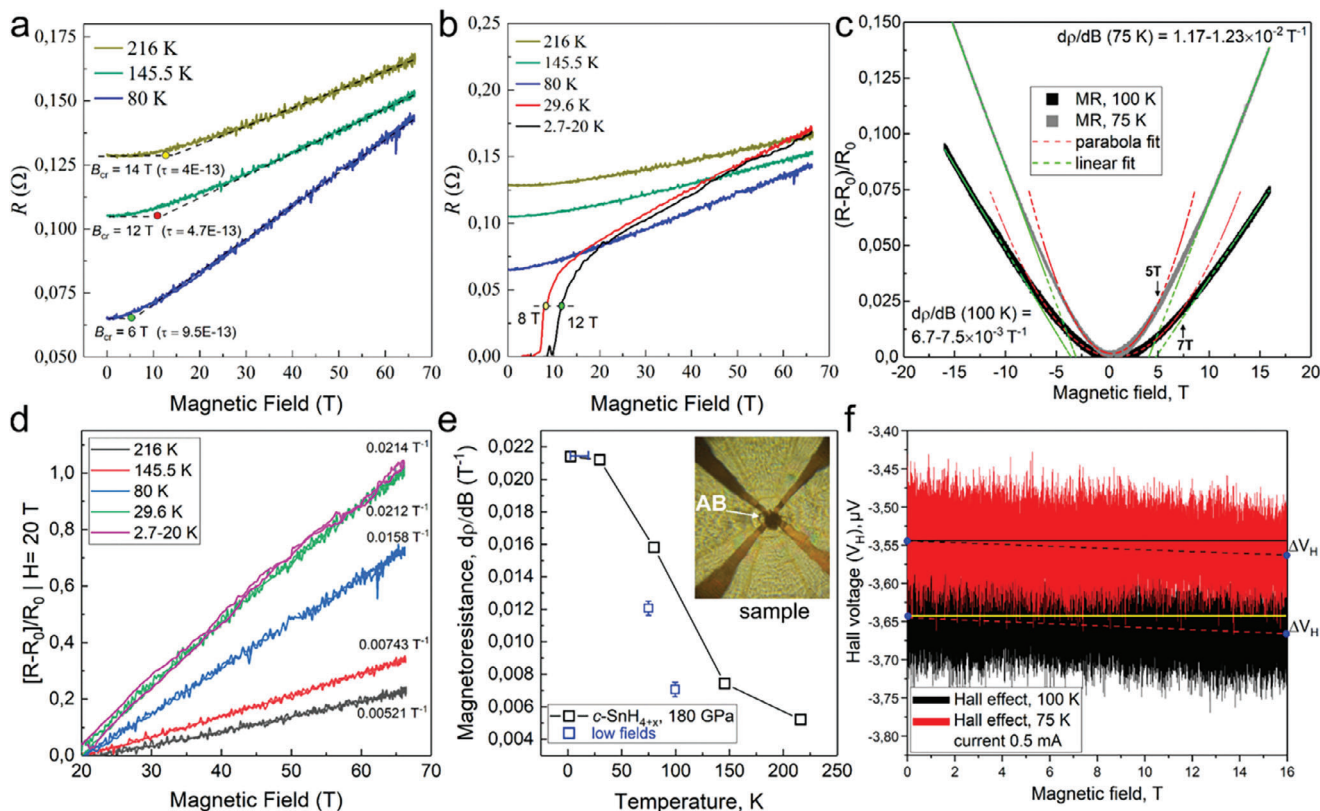 a
R (Ω)
0,175
0,150
0,125
0,100
0,075
0,050
216 K
145.5 K
80 K
B_cr = 14 T (τ = 4E-13)
B_cr = 12 T (τ = 4.7E-13)
B_cr = 6 T (τ = 9.5E-13)
0 10 20 30 40 50 60 70
Magnetic Field (T)
b
R (Ω)
0,25
0,20
0,15
0,10
0,05
0,00
216 K
145.5 K
80 K
29.6 K
2.7-20 K
8 T
12 T
0 10 20 30 40 50 60 70
Magnetic Field (T)
c
(R-R₀)/R₀
0,150
0,125
0,100
0,075
0,050
0,025
0,000
dρ/dB (75 K) = 1.17-1.23×10⁻² T⁻¹
MR, 100 K
MR, 75 K
parabola fit
linear fit
5T
7T
dρ/dB (100 K) =
6.7-7.5×10⁻³ T⁻¹
-20 -15 -10 -5 0 5 10 15 20
Magnetic field, T
d
[R-R₀]/R₀ | H= 20 T
1,0
0,8
0,6
0,4
0,2
0,0
216 K
145.5 K
80 K
29.6 K
2.7-20 K
0.0214 T⁻¹
0.0212 T⁻¹
0.0158 T⁻¹
0.00743 T⁻¹
0.00521 T⁻¹
20 30 40 50 60 70
Magnetic Field (T)
e
Magnetoresistance, dρ/dB (T⁻¹)
0,022
0,020
0,018
0,016
0,014
0,012
0,010
0,008
0,006
0,004
0,002
0,000
AB
sample
c-SnH₄₊ₓ, 180 GPa
low fields
0 50 100 150 200 250
Temperature, K
f
Hall voltage (V_H), μV
-3,40
-3,45
-3,50
-3,55
-3,60
-3,65
-3,70
-3,75
-3,80
ΔV_H
ΔV_H
Hall effect, 100 K
Hall effect, 75 K
current 0.5 mA
0 2 4 6 8 10 12 14 16
Magnetic field, T